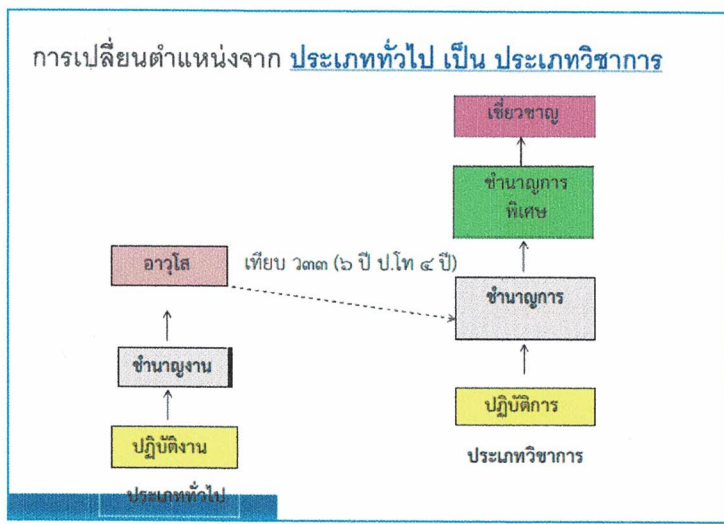 การเปลี่ยนตำแหน่งจาก ประเภททั่วไป เป็น ประเภทวิชาการ
เชี่ยวชาญ
ชำนาญการ
พิเศษ
อาวุโส
เทียบ ว๓๓ (๖ ปี ป.โท ๔ ปี)
ชำนาญการ
ชำนาญงาน
ปฏิบัติการ
ปฏิบัติงาน
ประเภทวิชาการ
ประเภททั่วไป